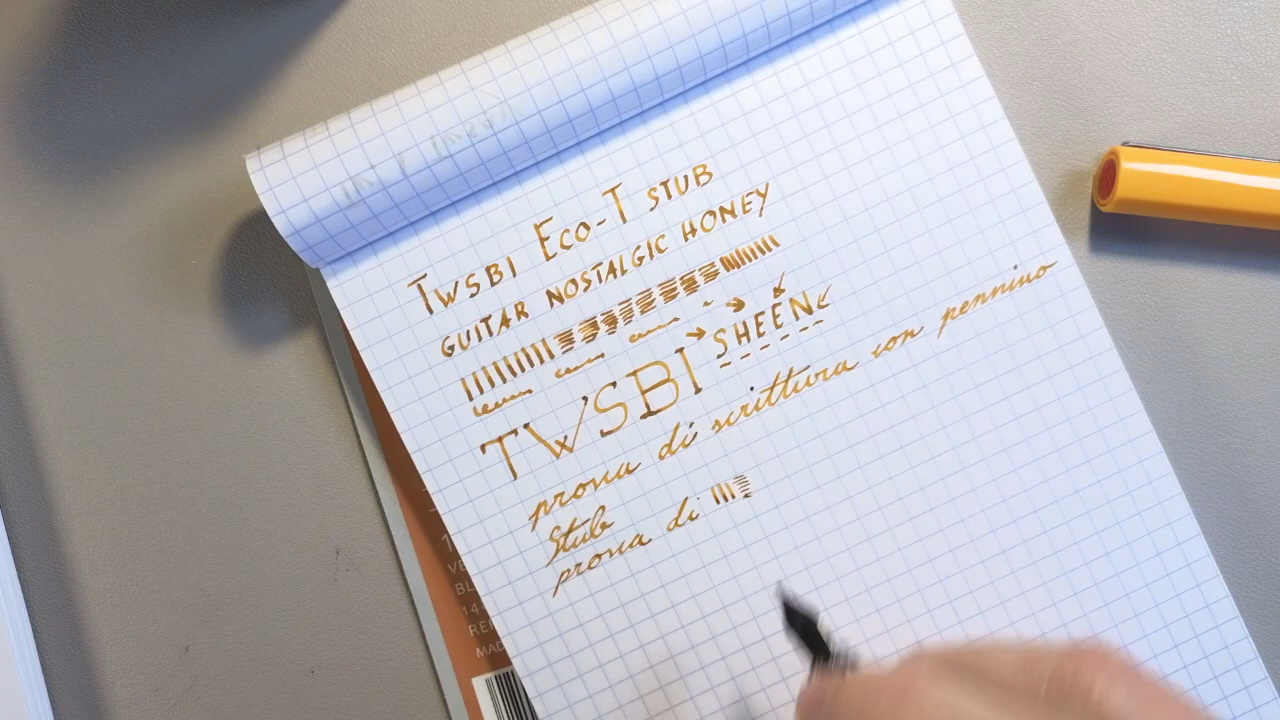 TWSBI ECO-T STUB
GUITAR NOSTALGIC HONEY
TWSBI → SHEEN
prova di scrittura con pennino
Stub
prova di